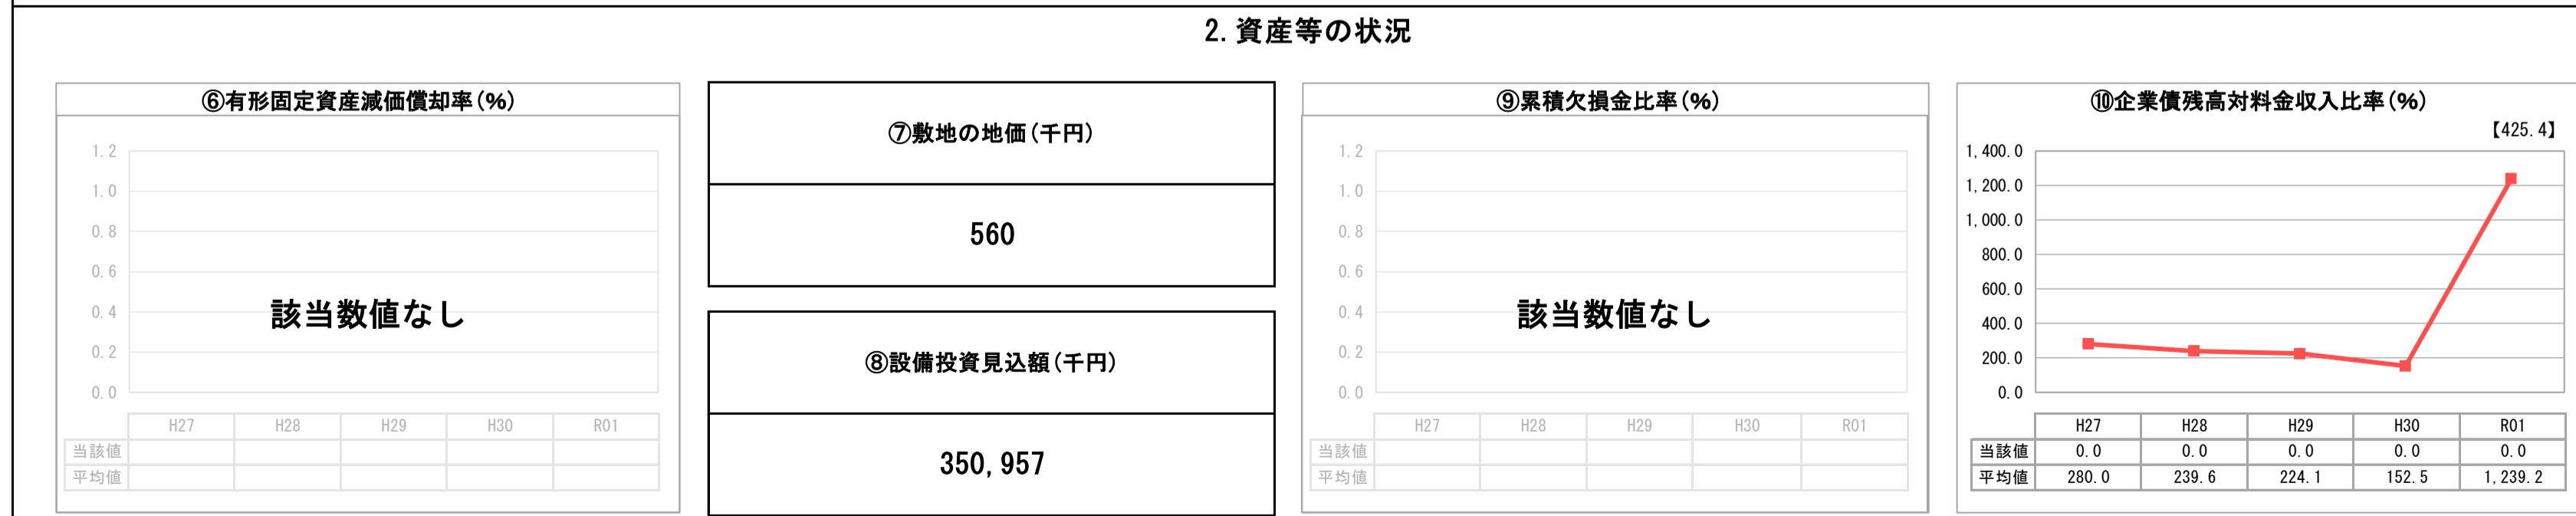 2.資産等の状況
⑥有形固定資産減価償却率(%)
1.2
1.0
0.8
0.6
0.4
0.2
0.0
該当数値なし
H27 H28 H29 H30 R01
当該値
平均値
⑦敷地の地価(千円)
560
⑧設備投資見込額(千円)
350,957
⑨累積欠損金比率(%)
1.2
1.0
0.8
0.6
0.4
0.2
0.0
該当数値なし
H27 H28 H29 H30 R01
当該値
平均値
⑩企業債残高対料金収入比率(%)
【425.4】
1,400.0
1,200.0
1,000.0
800.0
600.0
400.0
200.0
0.0
H27 H28 H29 H30 R01
当該値 0.0 0.0 0.0 0.0 0.0
平均値 280.0 239.6 224.1 152.5 1,239.2